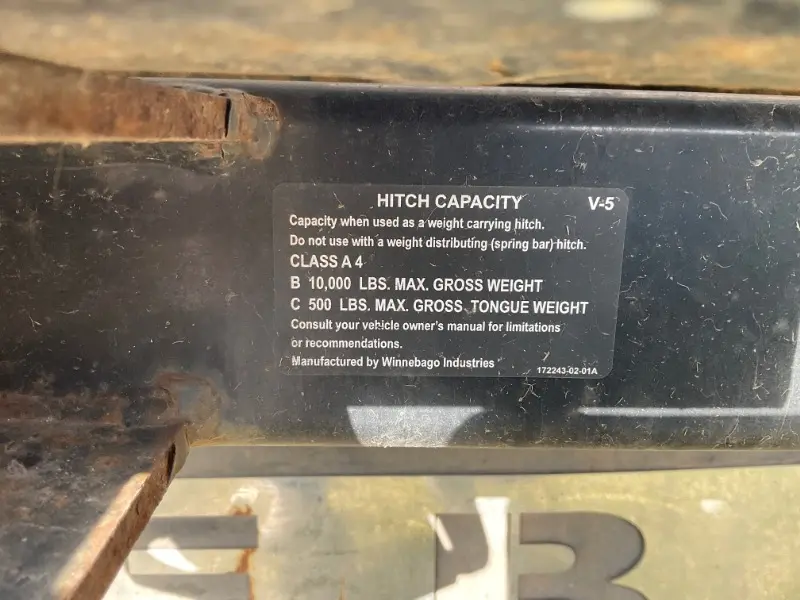 HITCH CAPACITY V-5
Capacity when used as a weight carrying hitch.
Do not use with a weight distributing (spring bar) hitch.
CLASS A 4
B 10,000 LBS. MAX. GROSS WEIGHT
C 500 LBS. MAX. GROSS TONGUE WEIGHT
Consult your vehicle owner's manual for limitations
or recommendations.
Manufactured by Winnebago Industries 172243-02-01A